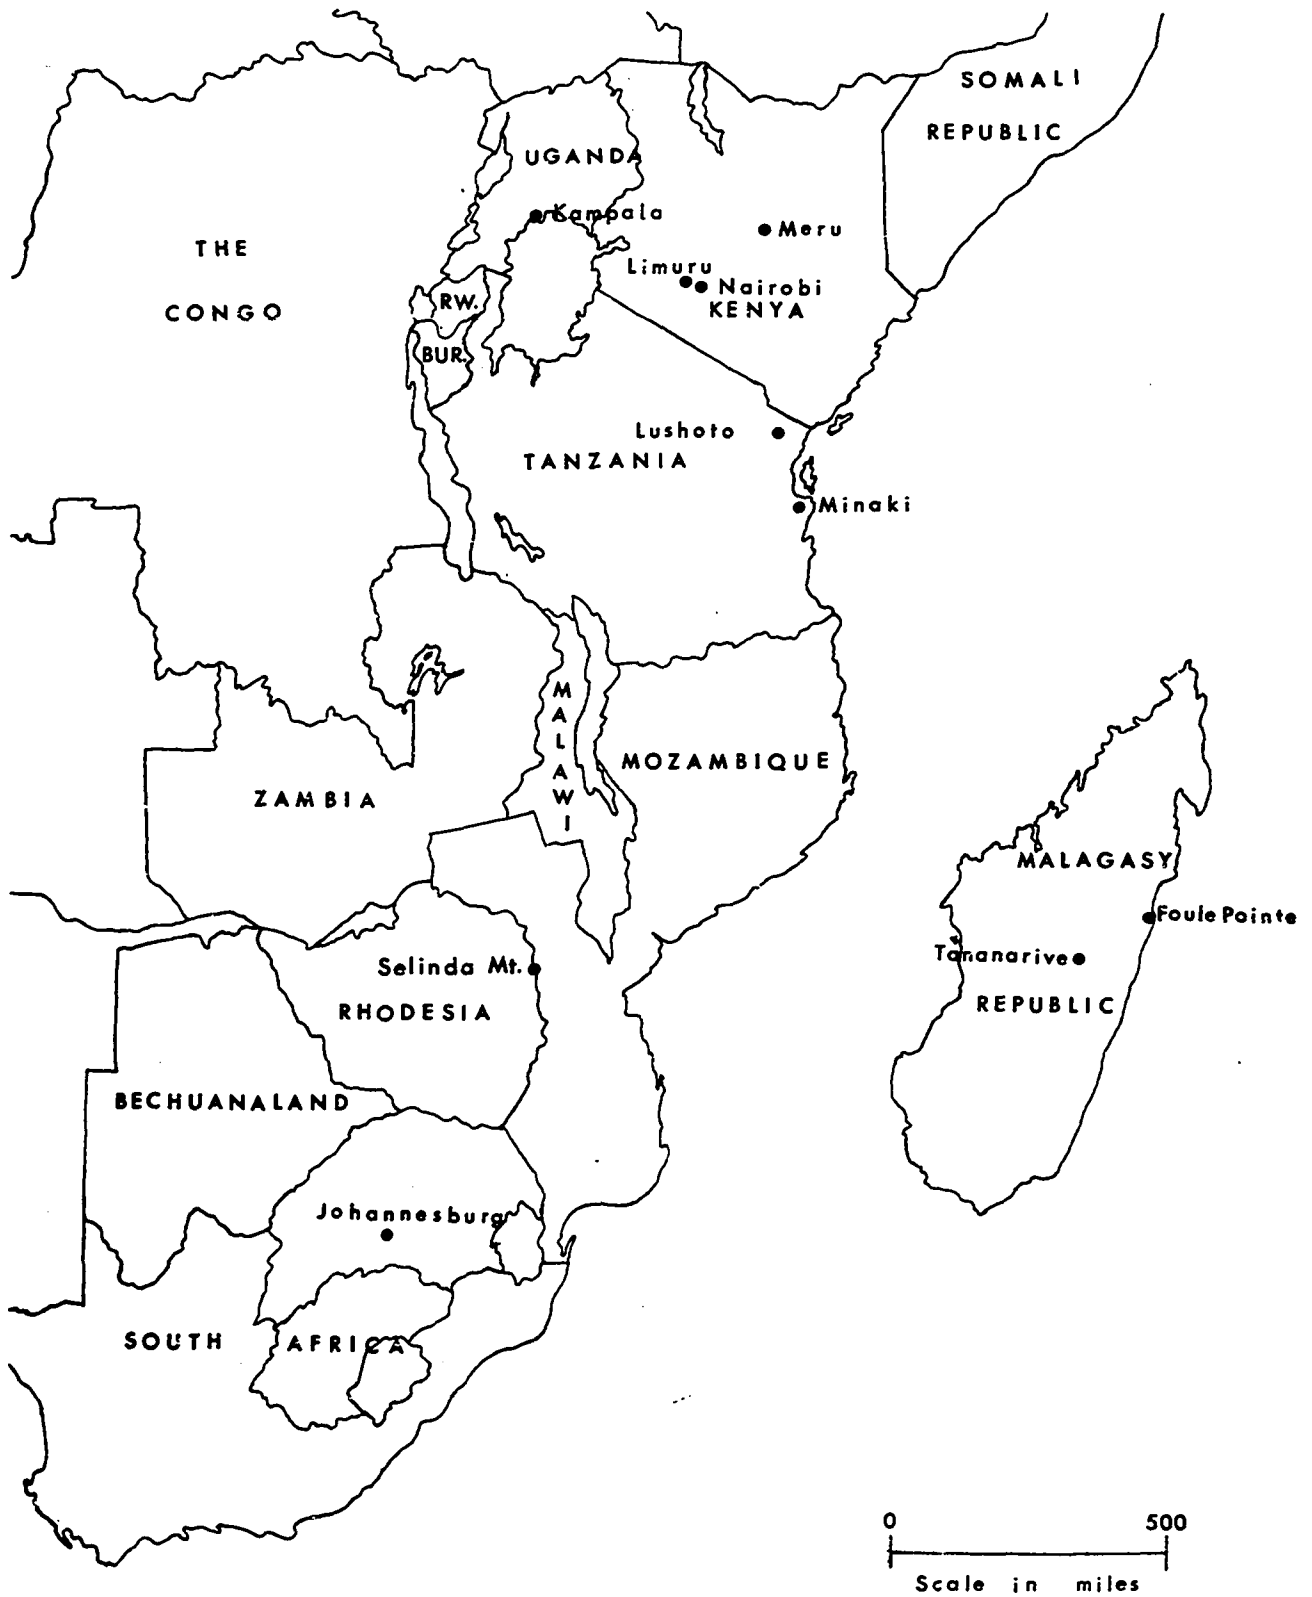 SOMALI
REPUBLIC
UGANDA
Kampala
Meru
THE
CONGO
Limuru
Nairobi
KENYA
RW.
BUR.
Lushoto
TANZANIA
Minaki
MALAWI
MOZAMBIQUE
ZAMBIA
MALAGASY
Foule Pointe
Tananarive
REPUBLIC
Selinda Mt.
RHODESIA
BECHUANALAND
Johannesburg
SOUTH AFRICA
0 500
Scale in miles